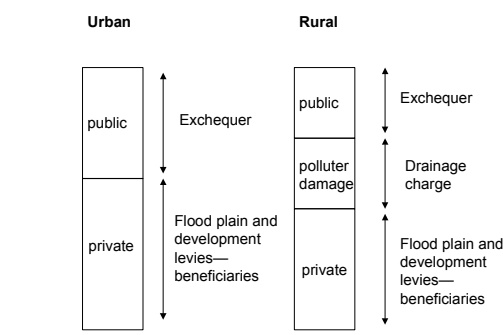 Urban
public
Exchequer
private
Flood plain and
development
levies—
beneficiaries
Rural
public
Exchequer
polluter
damage
Drainage
charge
private
Flood plain and
development
levies—
beneficiaries